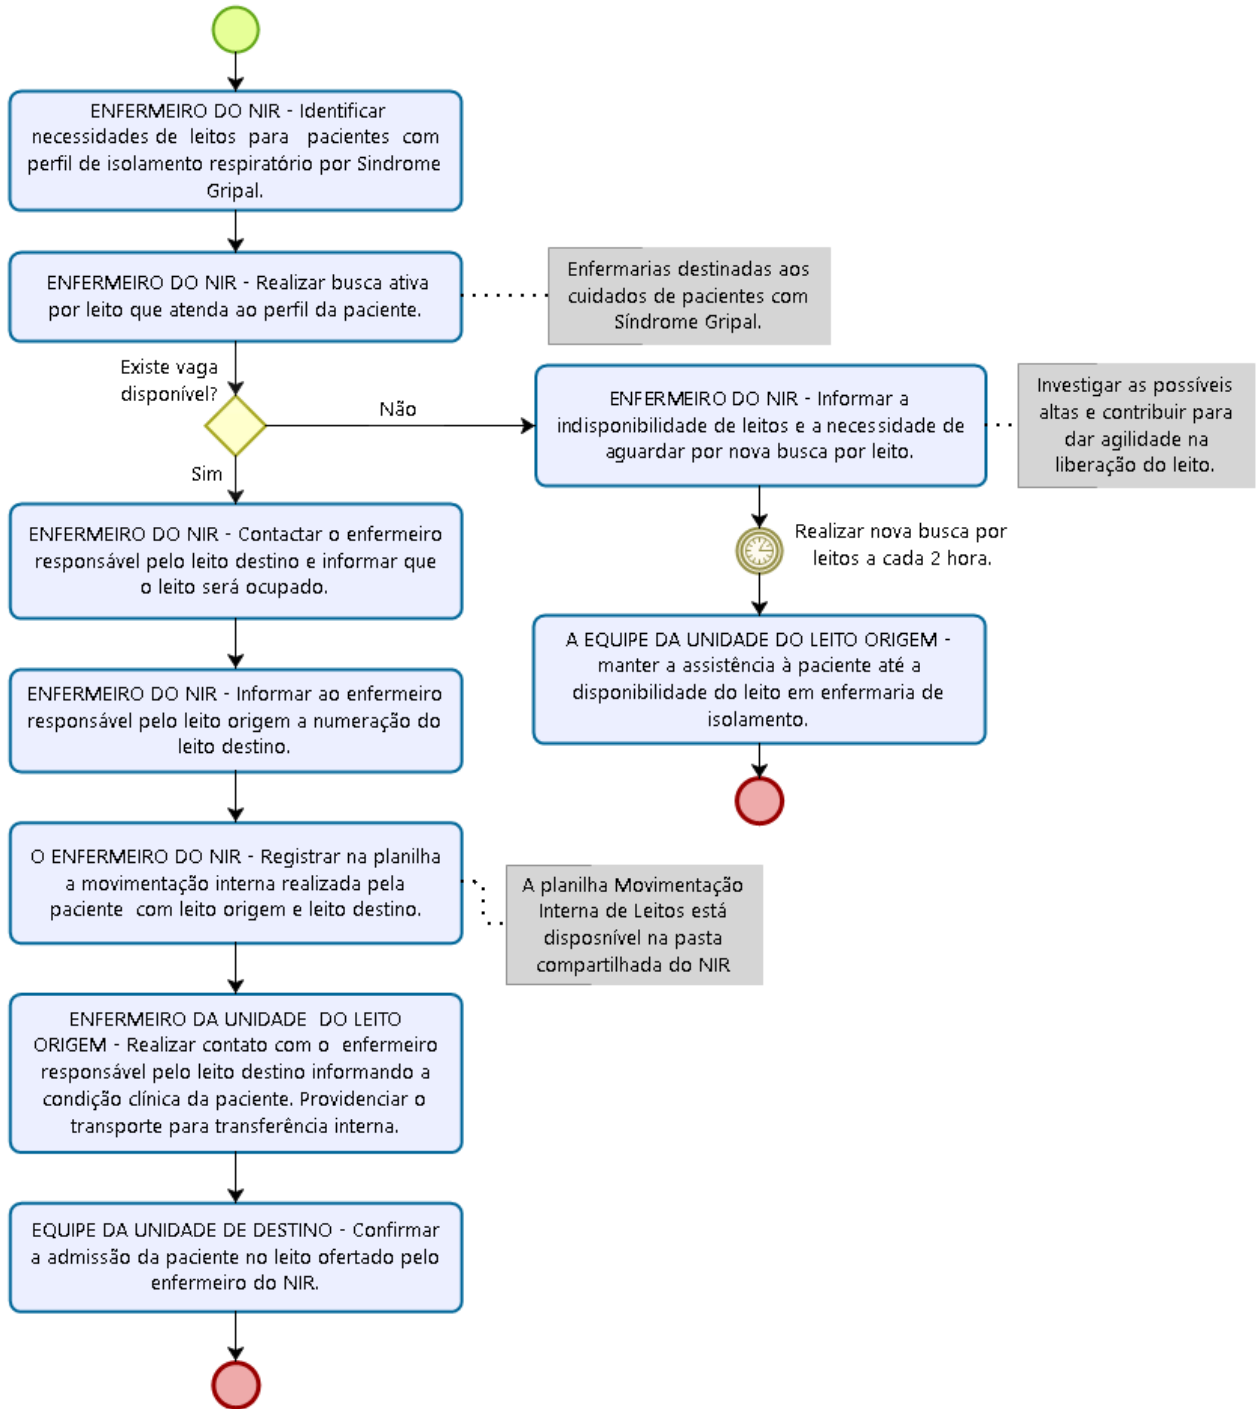 ENFERMEIRO DO NIR - Identificar
necessidades de leitos para pacientes com
perfil de isolamento respiratório por Sindrome
Gripal.
ENFERMEIRO DO NIR - Realizar busca ativa
por leito que atenda ao perfil da paciente.
Enfermarias destinadas aos
cuidados de pacientes com
Síndrome Gripal.
Existe vaga
disponível?
Não
Sim
ENFERMEIRO DO NIR - Informar a
indisponibilidade de leitos e a necessidade de
aguardar por nova busca por leito.
Investigar as possíveis
altas e contribuir para
dar agilidade na
liberação do leito.
Realizar nova busca por
leitos a cada 2 hora.
A EQUIPE DA UNIDADE DO LEITO ORIGEM -
manter a assistência à paciente até a
disponibilidade do leito em enfermaria de
isolamento.
ENFERMEIRO DO NIR - Contactar o enfermeiro
responsável pelo leito destino e informar que
o leito será ocupado.
ENFERMEIRO DO NIR - Informar ao enfermeiro
responsável pelo leito origem a numeração do
leito destino.
O ENFERMEIRO DO NIR - Registrar na planilha
a movimentação interna realizada pela
paciente com leito origem e leito destino.
A planilha Movimentação
Interna de Leitos está
disposnível na pasta
compartilhada do NIR
ENFERMEIRO DA UNIDADE DO LEITO
ORIGEM - Realizar contato com o enfermeiro
responsável pelo leito destino informando a
condição clínica da paciente. Providenciar o
transporte para transferência interna.
EQUIPE DA UNIDADE DE DESTINO - Confirmar
a admissão da paciente no leito ofertado pelo
enfermeiro do NIR.